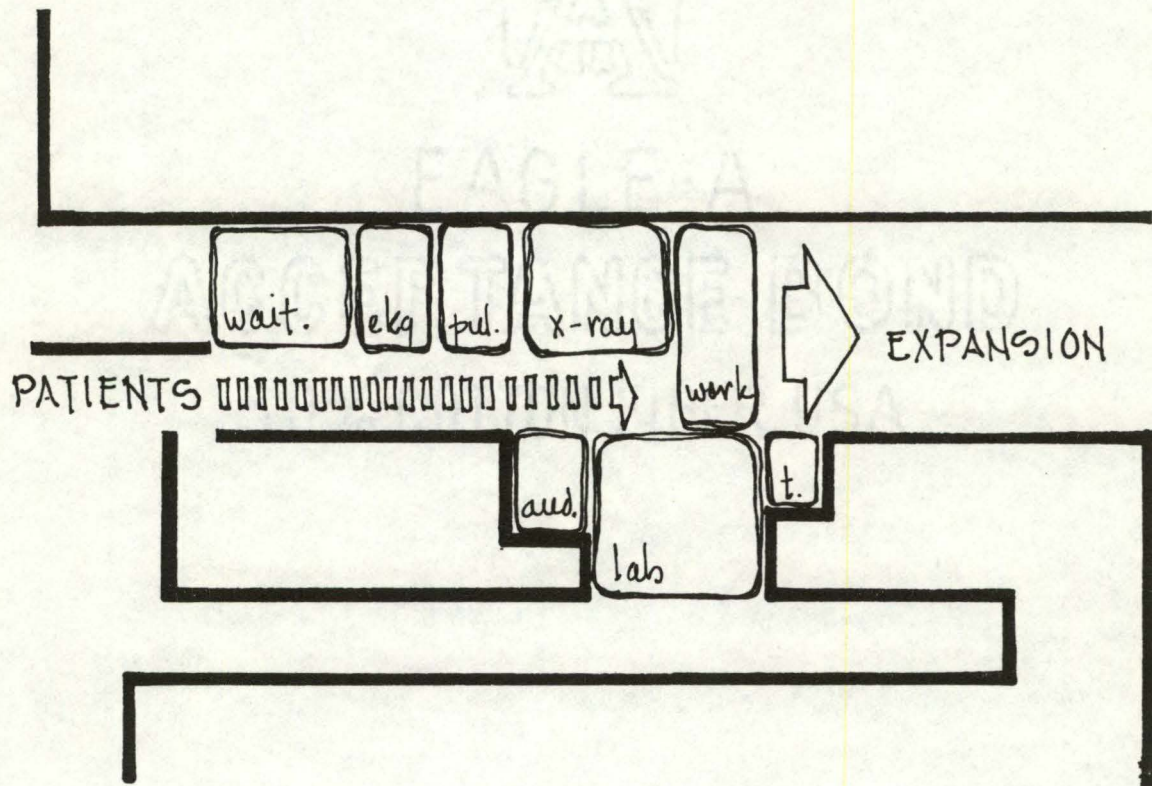 wait.
ekg
pul.
x-ray
work
EXPANSION
PATIENTS
aud.
t.
lab